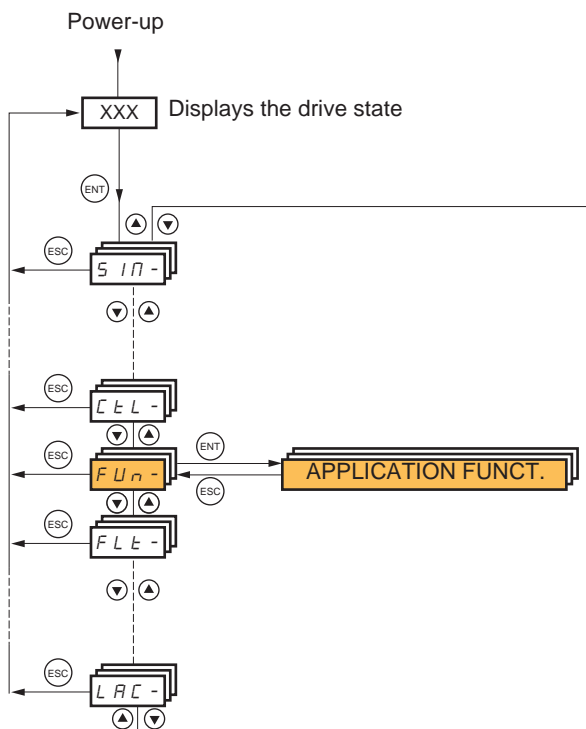 Power-up
XXX Displays the drive state
ENT
ESC
SIM-
ESC
CtL-
ESC
FUn-
ENT
ESC
APPLICATION FUNCT.
ESC
FLt-
ESC
LAC-